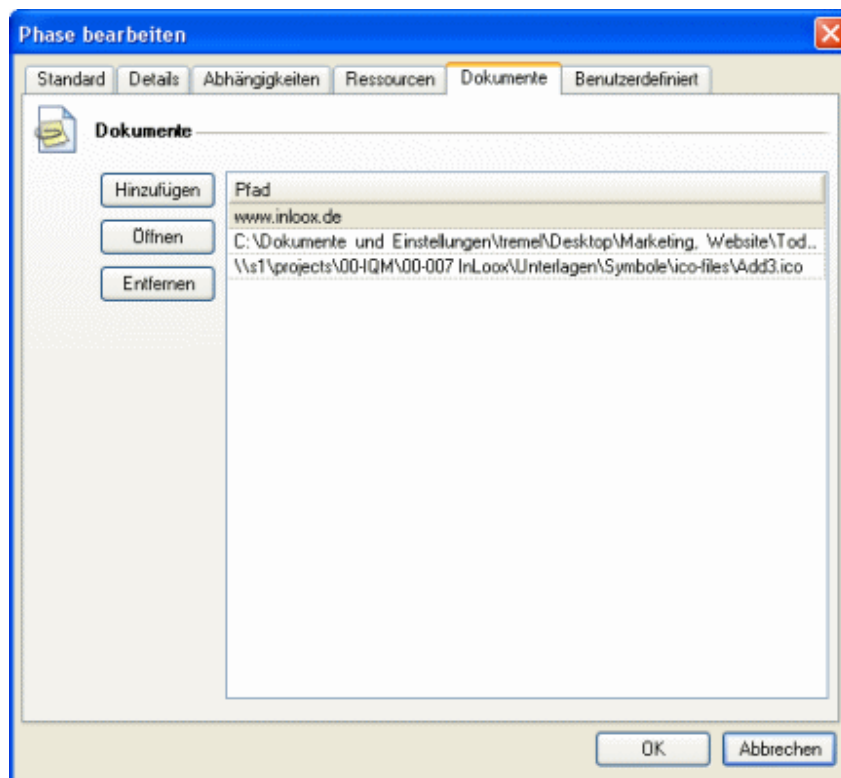 Phase bearbeiten
Standard Details Abhängigkeiten Ressourcen Dokumente Benutzerdefiniert
Dokumente
Hinzufügen
Öffnen
Entfernen
Pfad
www.inloox.de
C:\Dokumente und Einstellungen\tremel\Desktop\Marketing, Website\Tod..
\\s1\projects\00-IQM\00-007 InLoox\Unterlagen\Symbole\ico-files\Add3.ico
OK Abbrechen